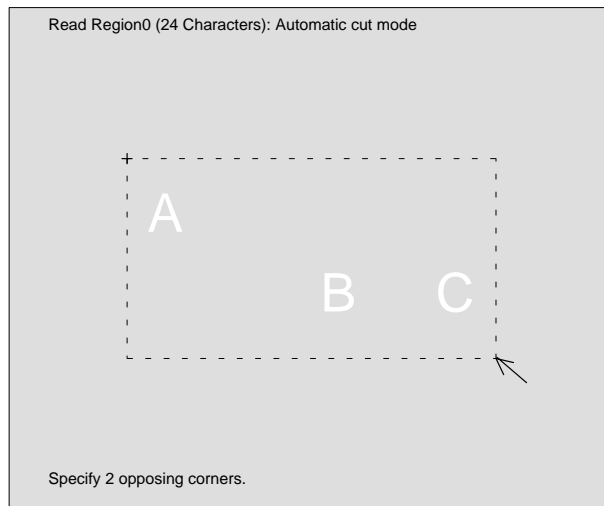 Read Region0 (24 Characters): Automatic cut mode
A
B C
Specify 2 opposing corners.